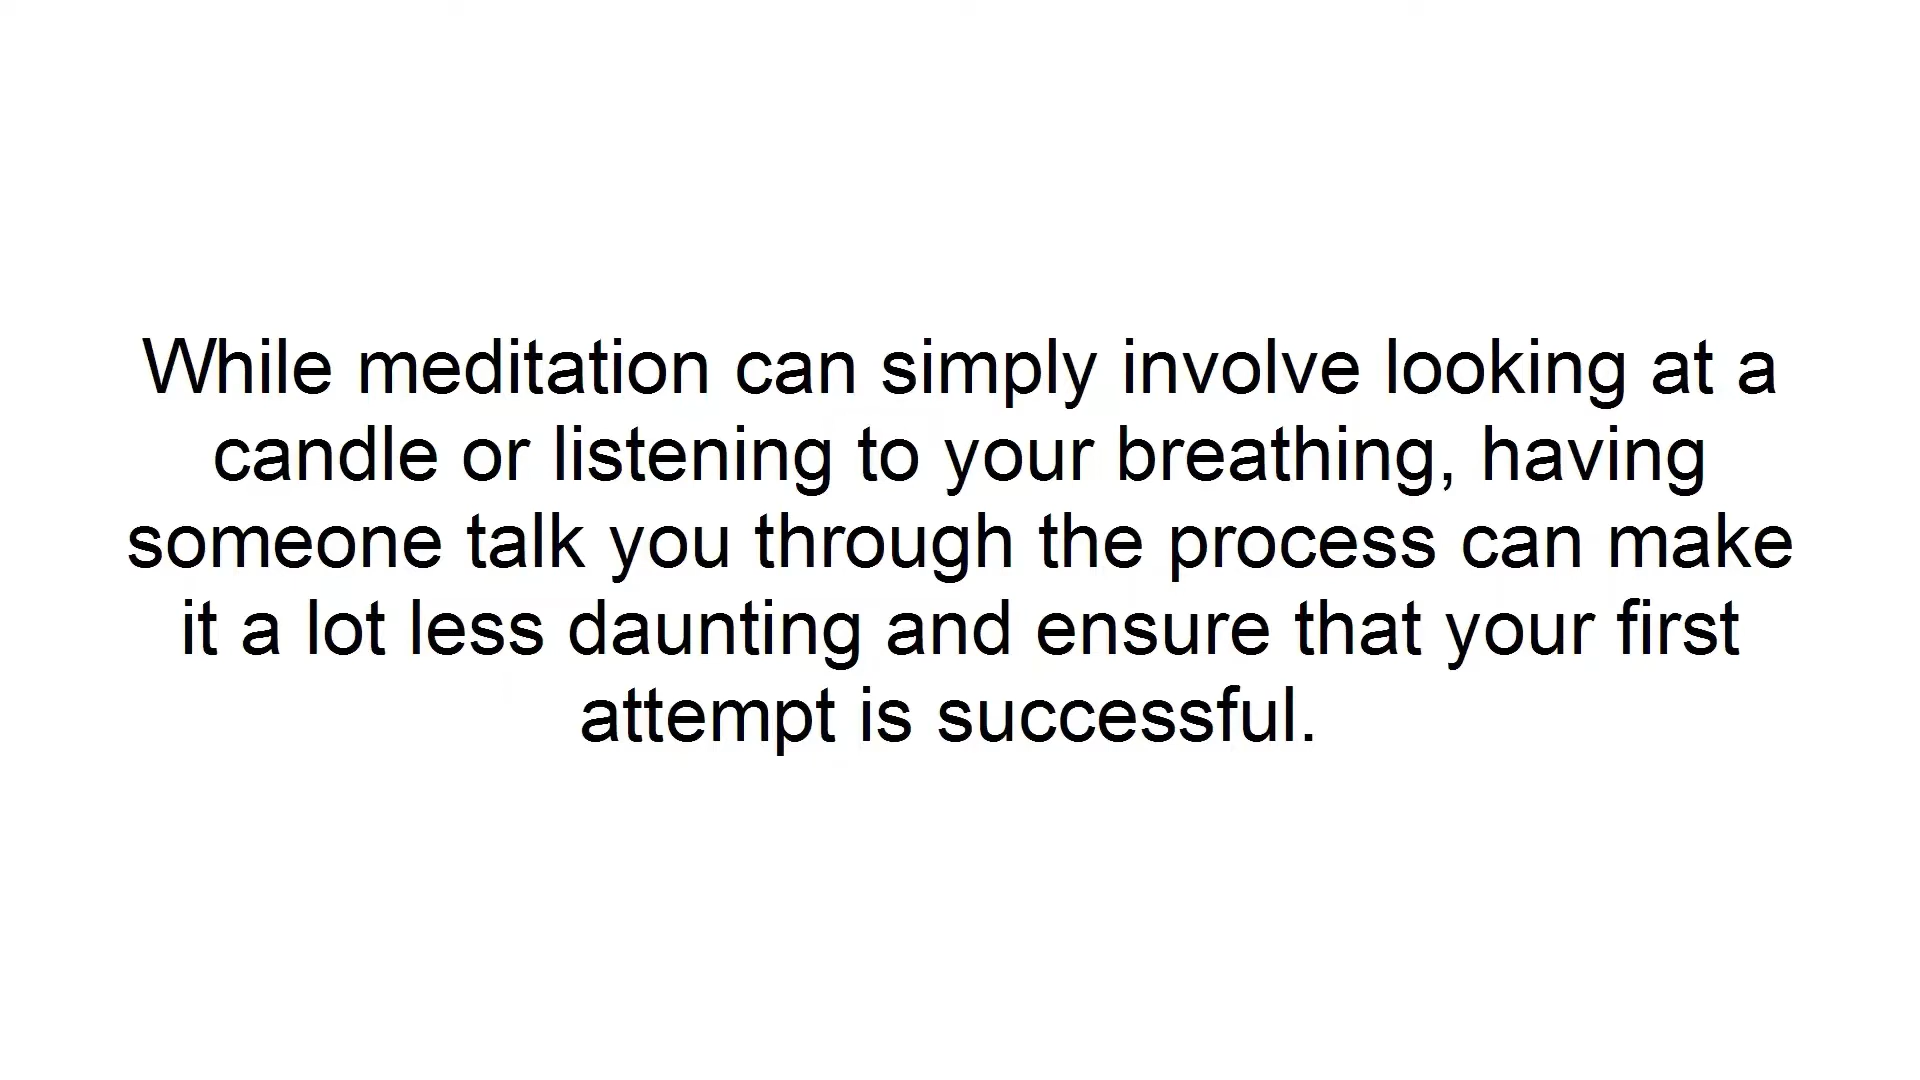 While meditation can simply involve looking at a
candle or listening to your breathing, having
someone talk you through the process can make
it a lot less daunting and ensure that your first
attempt is successful.